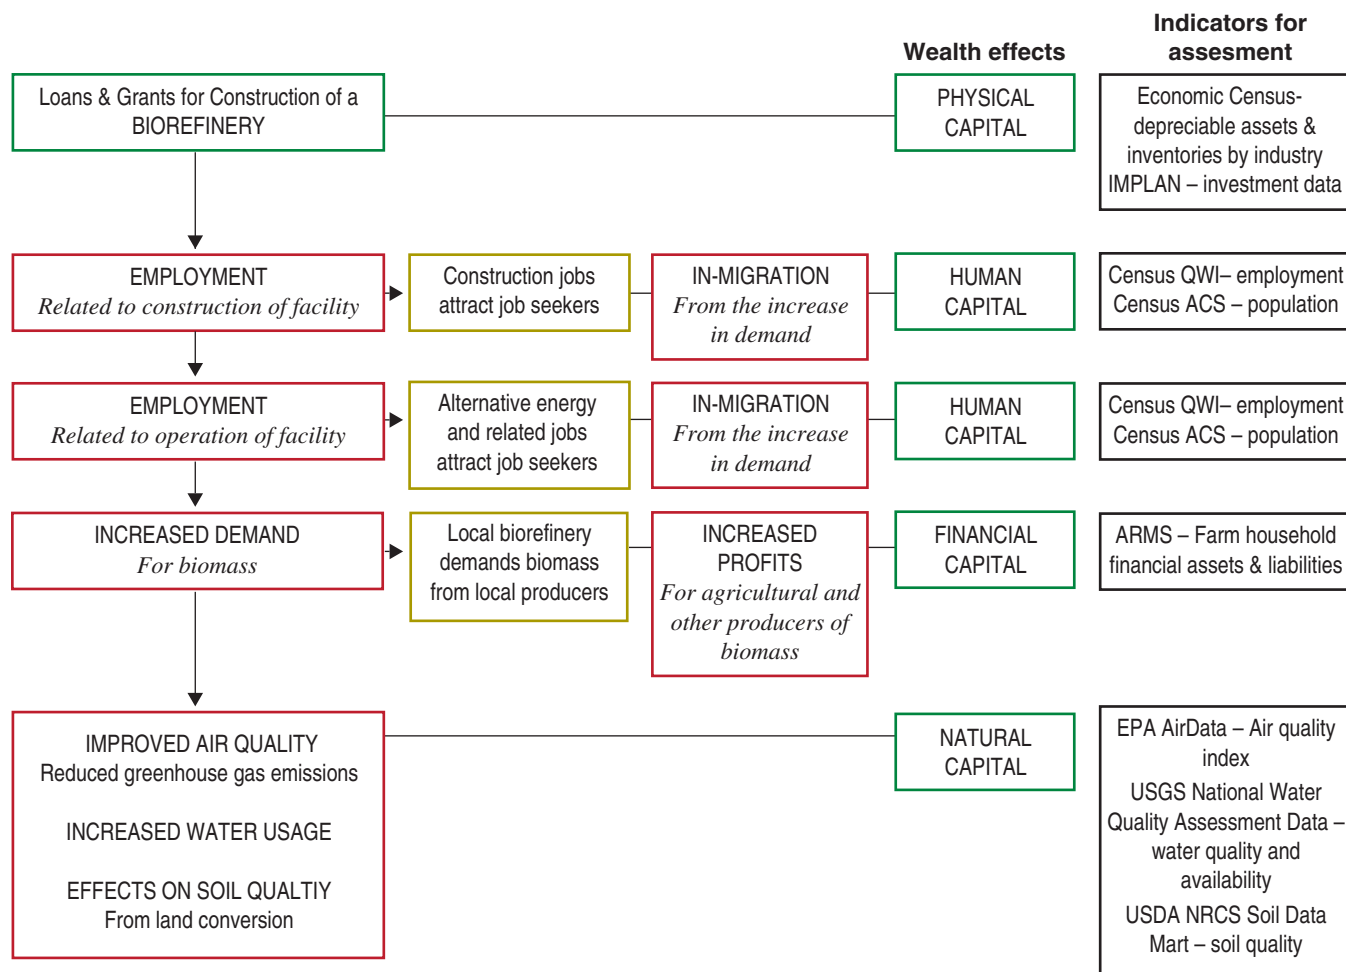 Wealth effects
Indicators for
assesment
Loans & Grants for Construction of a
BIOREFINERY
PHYSICAL
CAPITAL
Economic Census-
depreciable assets &
inventories by industry
IMPLAN – investment data
EMPLOYMENT
Related to construction of facility
Construction jobs
attract job seekers
IN-MIGRATION
From the increase
in demand
HUMAN
CAPITAL
Census QWI– employment
Census ACS – population
EMPLOYMENT
Related to operation of facility
Alternative energy
and related jobs
attract job seekers
IN-MIGRATION
From the increase
in demand
HUMAN
CAPITAL
Census QWI– employment
Census ACS – population
INCREASED DEMAND
For biomass
Local biorefinery
demands biomass
from local producers
INCREASED
PROFITS
For agricultural and
other producers of
biomass
FINANCIAL
CAPITAL
ARMS – Farm household
financial assets & liabilities
IMPROVED AIR QUALITY
Reduced greenhouse gas emissions
INCREASED WATER USAGE
EFFECTS ON SOIL QUALTIY
From land conversion
NATURAL
CAPITAL
EPA AirData – Air quality
index
USGS National Water
Quality Assessment Data –
water quality and
availability
USDA NRCS Soil Data
Mart – soil quality